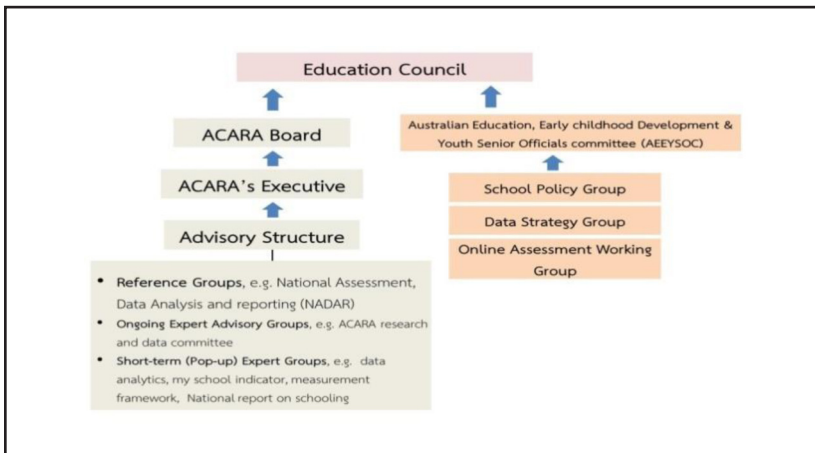 Education Council
ACARA Board
ACARA's Executive
Advisory Structure
• Reference Groups, e.g. National Assessment,
Data Analysis and reporting (NADAR)
• Ongoing Expert Advisory Groups, e.g. ACARA research
and data committee
• Short-term (Pop-up) Expert Groups, e.g. data
analytics, my school indicator, measurement
framework, National report on schooling
Australian Education, Early childhood Development &
Youth Senior Officials committee (AEEYSOC)
School Policy Group
Data Strategy Group
Online Assessment Working
Group